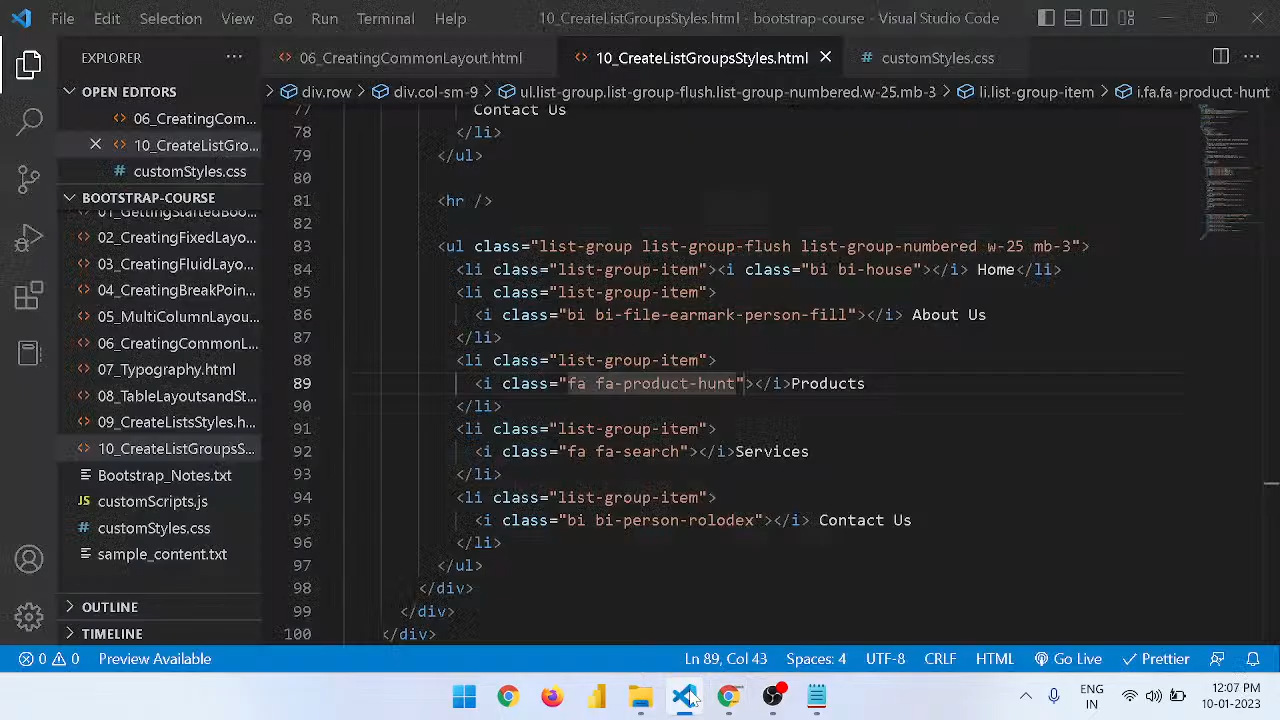 File Edit Selection View Go Run Terminal Help 10_CreateListGroupsStyles.html - bootstrap-course - Visual Studio Code
EXPLORER
06_CreatingCommonLayout.html
10_CreateListGroupsStyles.html
customStyles.css
OPEN EDITORS
div.row > div.col-sm-9 > ul.list-group.list-group-flush.list-group-numbered.w-25.mb-3 > li.list-group-item > i.fa.fa-product-hunt
06_CreatingCom...
10_CreateListGro...
customStyles.css
BOOTSTRAP-COURSE
01_GettingStartedBoo...
02_CreatingFixedLayo...
03_CreatingFluidLayo...
04_CreatingBreakPoin...
05_MultiColumnLayou...
06_CreatingCommonL...
07_Typography.html
08_TableLayoutsandSt...
09_CreateListsStyles.h...
10_CreateListGroupsS...
Bootstrap_Notes.txt
customScripts.js
customStyles.css
sample_content.txt
OUTLINE
TIMELINE
77 Contact Us
78 </li>
79 </ul>
80
81 <hr />
82
83 <ul class="list-group list-group-flush list-group-numbered w-25 mb-3">
84 <li class="list-group-item"><i class="bi bi-house"></i> Home</li>
85 <li class="list-group-item">
86 <i class="bi bi-file-earmark-person-fill"></i> About Us
87 </li>
88 <li class="list-group-item">
89 <i class="fa fa-product-hunt"></i>Products
90 </li>
91 <li class="list-group-item">
92 <i class="fa fa-search"></i>Services
93 </li>
94 <li class="list-group-item">
95 <i class="bi bi-person-rolodex"></i> Contact Us
96 </li>
97 </ul>
98 </div>
99 </div>
100 </div>
0 0 Preview Available Ln 89, Col 43 Spaces: 4 UTF-8 CRLF HTML Go Live Prettier
ENG
IN
12:07 PM
10-01-2023